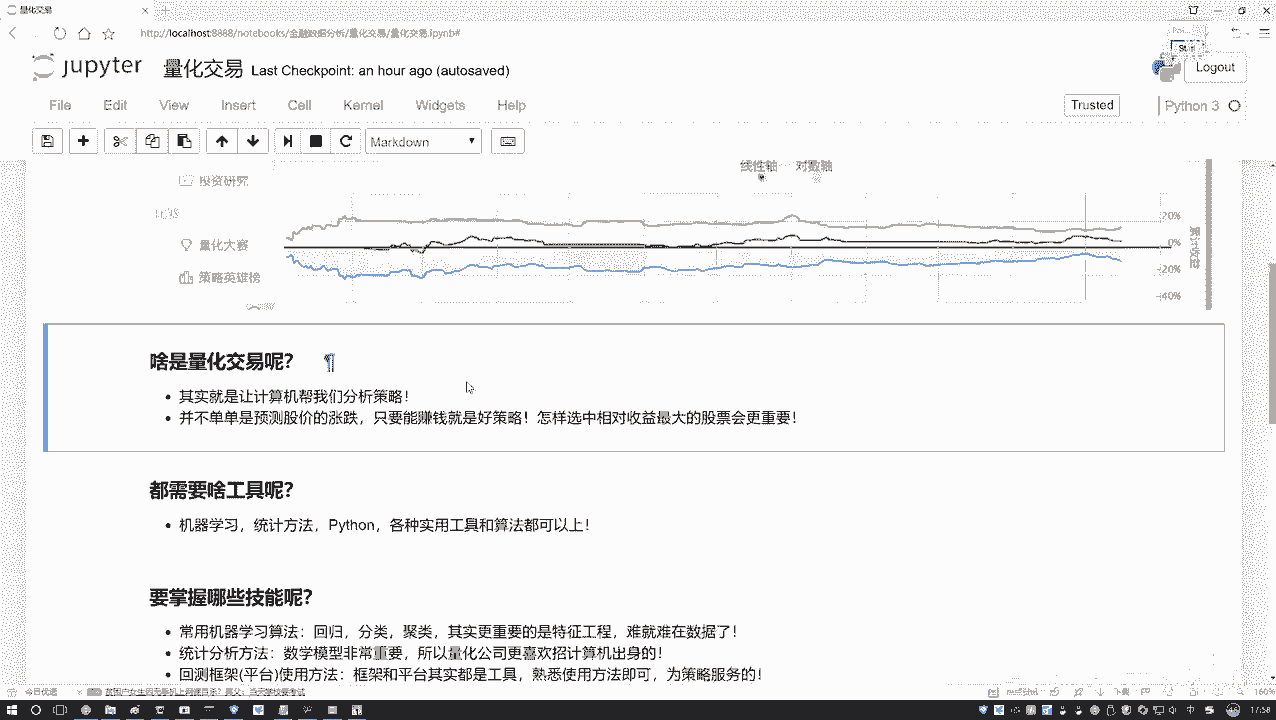 量化交易
http://localhost:8888/notebooks/金融数据分析/量化交易/量化交易.ipynb#
jupyter 量化交易 Last Checkpoint: an hour ago (autosaved)
Logout
File Edit View Insert Cell Kernel Widgets Help
Trusted Python 3
Markdown
线性轴 对数轴
投资研究
20%
量化大赛
0%
-20%
策略英雄榜
-40%
啥是量化交易呢？ ¶
其实就是让计算机帮我们分析策略！
并不单单是预测股价的涨跌，只要能赚钱就是好策略！怎样选中相对收益最大的股票会更重要！
都需要啥工具呢？
机器学习，统计方法，Python，各种实用工具和算法都可以上！
要掌握哪些技能呢？
常用机器学习算法：回归，分类，聚类，其实更重要的是特征工程，难就难在数据了！
统计分析方法：数学模型非常重要，所以量化公司更喜欢招计算机出身的！
回测框架(平台)使用方法：框架和平台其实都是工具，熟悉使用方法即可，为策略服务的！
今日优选
160%
17:58